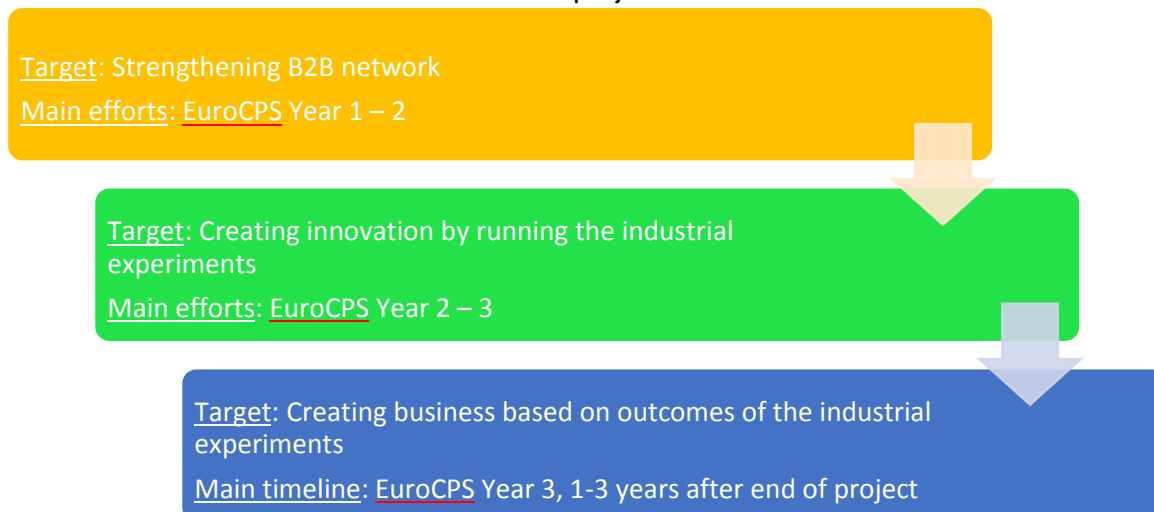 Target: Strengthening B2B network
Main efforts: EuroCPS Year 1 – 2
Target: Creating innovation by running the industrial
experiments
Main efforts: EuroCPS Year 2 – 3
Target: Creating business based on outcomes of the industrial
experiments
Main timeline: EuroCPS Year 3, 1-3 years after end of project